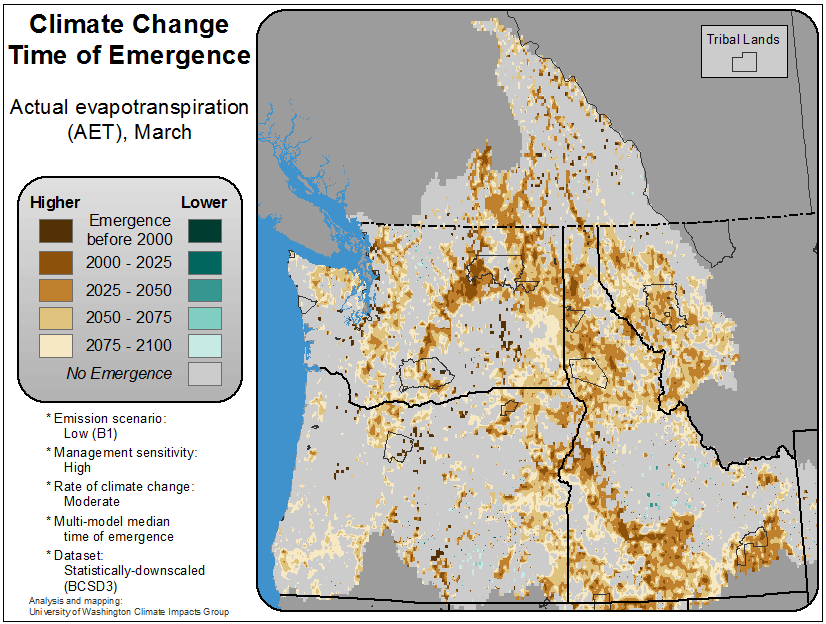 Climate Change
Time of Emergence
Actual evapotranspiration
(AET), March
Higher
Lower
Emergence
before 2000
2000 - 2025
2025 - 2050
2050 - 2075
2075 - 2100
No Emergence
* Emission scenario:
Low (B1)
* Management sensitivity:
High
* Rate of climate change:
Moderate
* Multi-model median
time of emergence
* Dataset:
Statistically-downscaled
(BCSD3)
Analysis and mapping:
University of Washington Climate Impacts Group
Tribal Lands